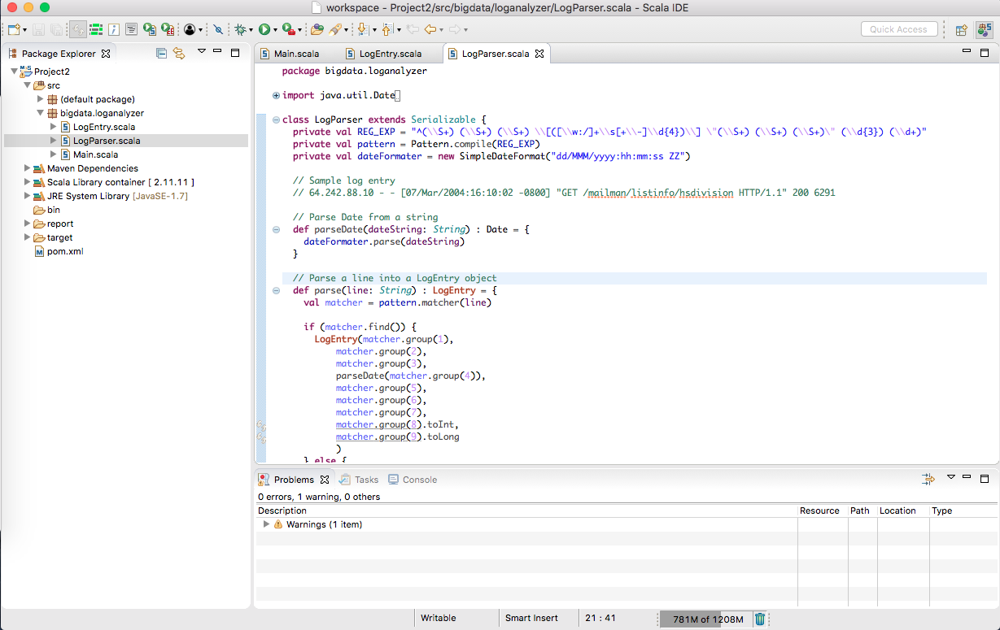 workspace - Project2/src/bigdata/loganalyzer/LogParser.scala - Scala IDE
Quick Access
Package Explorer
Project2
src
(default package)
bigdata.loganalyzer
LogEntry.scala
LogParser.scala
Main.scala
Maven Dependencies
Scala Library container [ 2.11.11 ]
JRE System Library [JavaSE-1.7]
bin
report
target
pom.xml
Main.scala LogEntry.scala LogParser.scala
package bigdata.loganalyzer
import java.util.Date
class LogParser extends Serializable {
private val REG_EXP = "^(\\S+) (\\S+) (\\S+) \\[([\\w:/]+\\s[+\\-]\\d{4})\\] \"(\\S+) (\\S+) (\\S+)\" (\\d{3}) (\\d+)"
private val pattern = Pattern.compile(REG_EXP)
private val dateFormater = new SimpleDateFormat("dd/MMM/yyyy:hh:mm:ss ZZ")
// Sample log entry
// 64.242.88.10 - - [07/Mar/2004:16:10:02 -0800] "GET /mailman/listinfo/hsdivision HTTP/1.1" 200 6291
// Parse Date from a string
def parseDate(dateString: String) : Date = {
dateFormater.parse(dateString)
}
// Parse a line into a LogEntry object
def parse(line: String) : LogEntry = {
val matcher = pattern.matcher(line)
if (matcher.find()) {
LogEntry(matcher.group(1),
matcher.group(2),
matcher.group(3),
parseDate(matcher.group(4)),
matcher.group(5),
matcher.group(6),
matcher.group(7),
matcher.group(8).toInt,
matcher.group(9).toLong
)
} else {
Problems Tasks Console
0 errors, 1 warning, 0 others
Description Resource Path Location Type
Warnings (1 item)
Writable Smart Insert 21 : 41 781M of 1208M